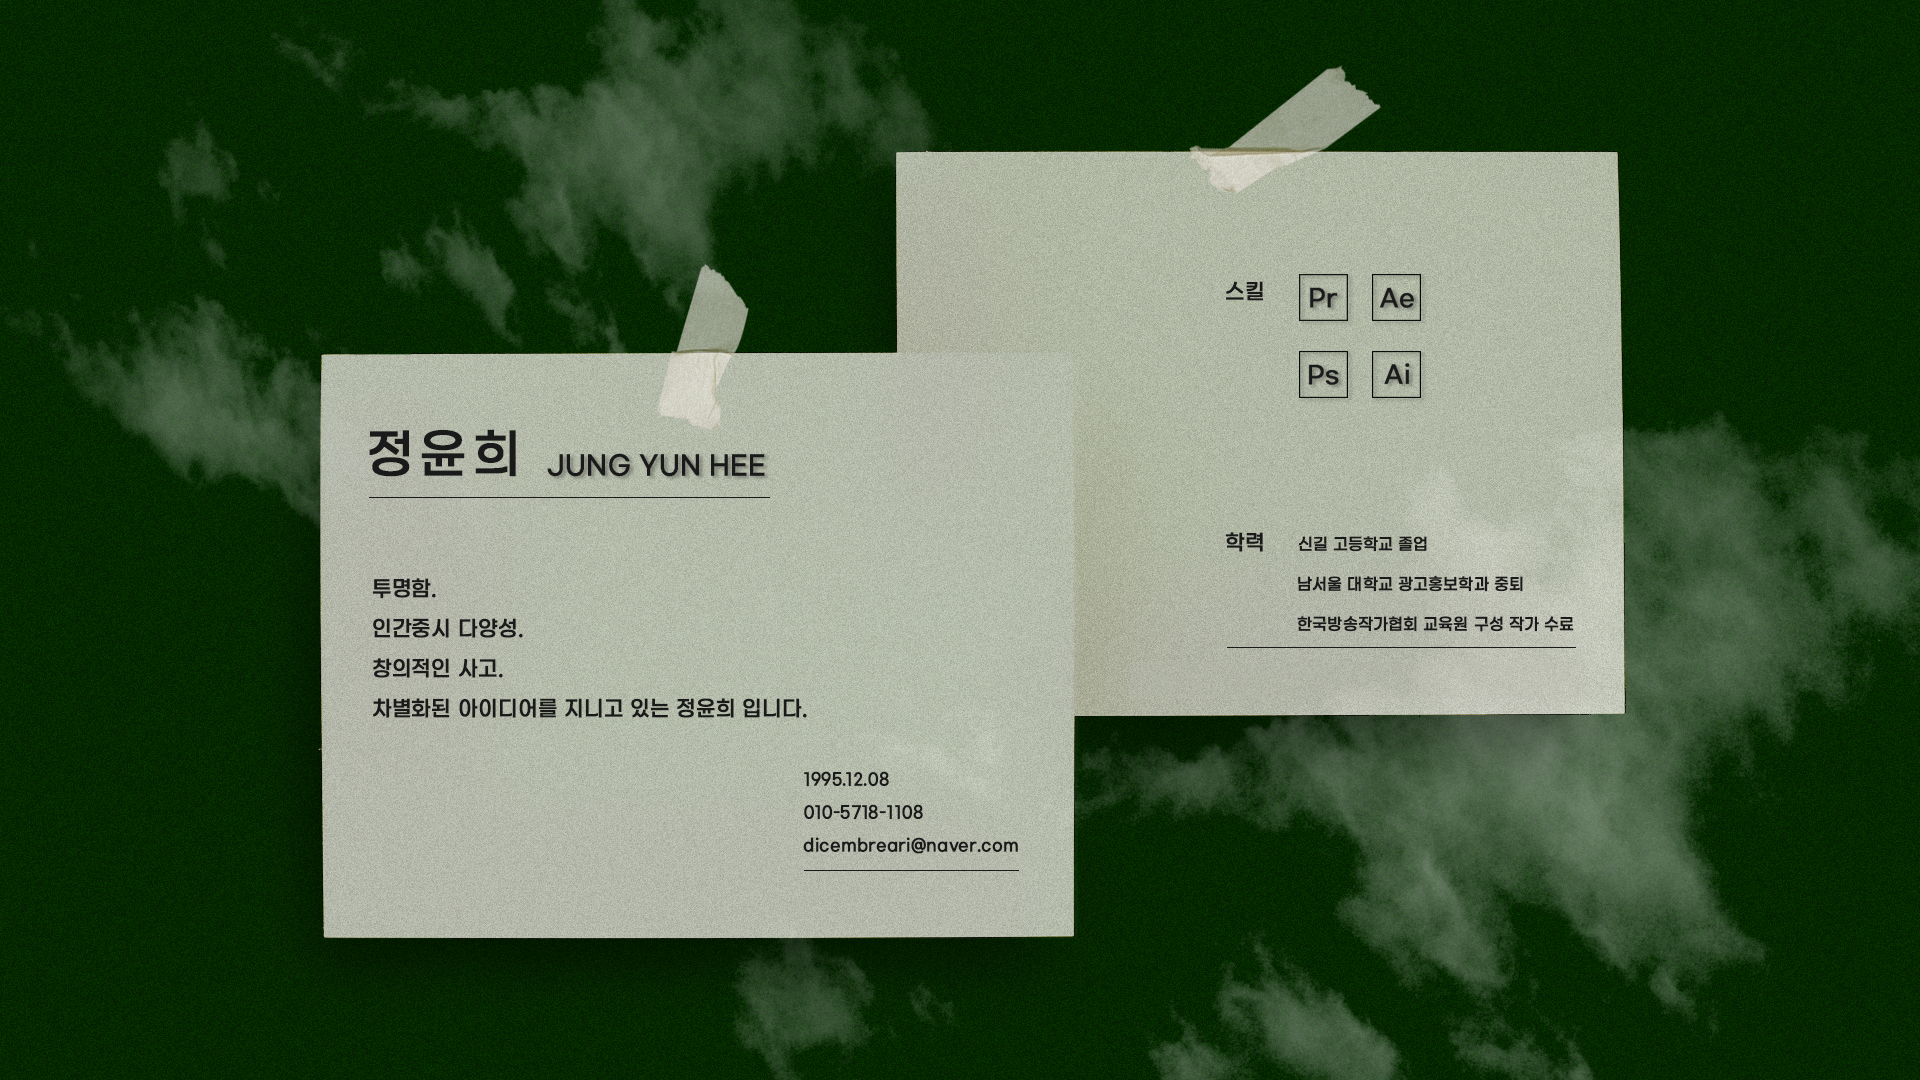 정윤희 JUNG YUN HEE
투명함.
인간중시 다양성.
창의적인 사고.
차별화된 아이디어를 지니고 있는 정윤희 입니다.
1995.12.08
010-5718-1108
dicembreari@naver.com
스킬 Pr Ae
Ps Ai
학력 신길 고등학교 졸업
남서울 대학교 광고홍보학과 중퇴
한국방송작가협회 교육원 구성 작가 수료